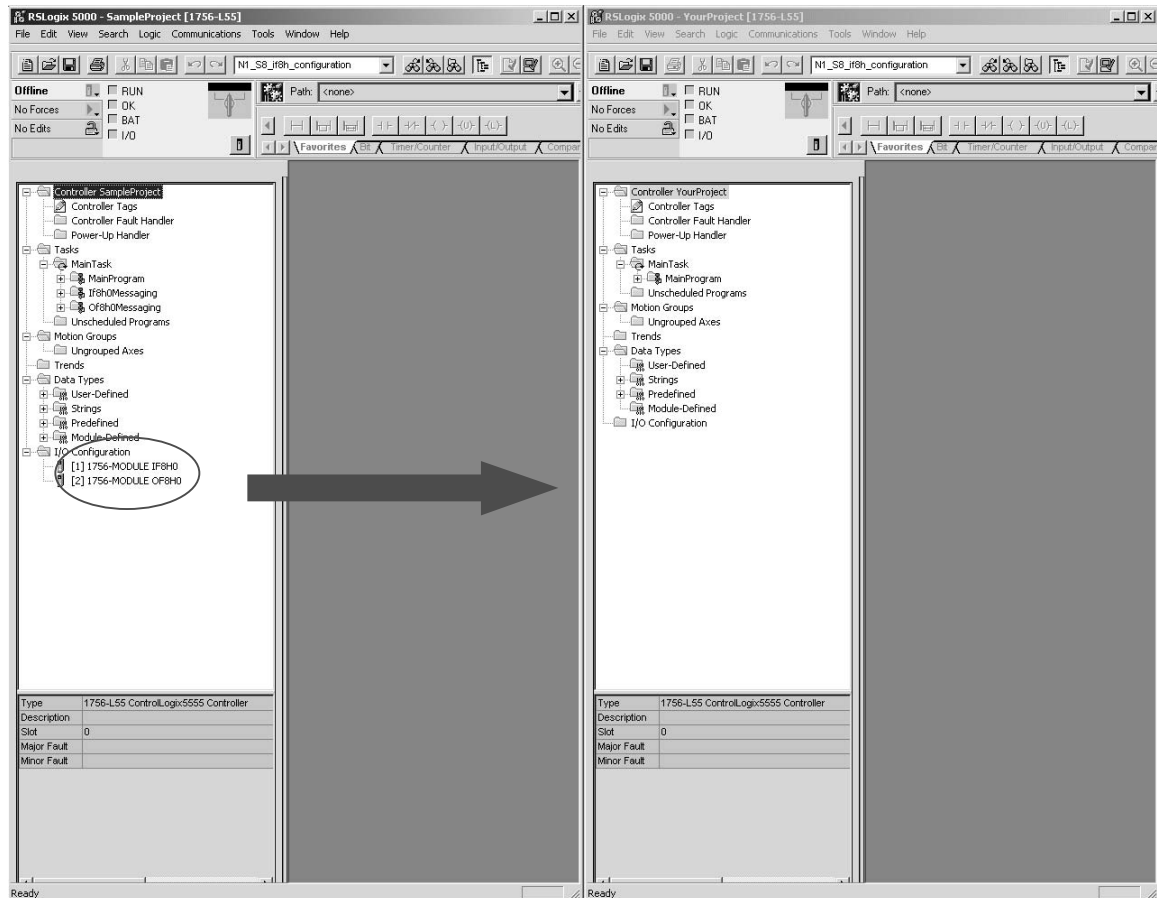 RSLogix 5000 - SampleProject [1756-L55]
File Edit View Search Logic Communications Tools Window Help
N1_S8_if8h_configuration
Offline
RUN
Path: <none>
No Forces
OK
No Edits
BAT
I/O
Favorites Bit Timer/Counter Input/Output Compar
Controller SampleProject
Controller Tags
Controller Fault Handler
Power-Up Handler
Tasks
MainTask
MainProgram
If8h0Messaging
Of8h0Messaging
Unscheduled Programs
Motion Groups
Ungrouped Axes
Trends
Data Types
User-Defined
Strings
Predefined
Module-Defined
I/O Configuration
[1] 1756-MODULE IF8H0
[2] 1756-MODULE OF8H0
Type 1756-L55 ControlLogix5555 Controller
Description
Slot 0
Major Fault
Minor Fault
Ready
RSLogix 5000 - YourProject [1756-L55]
File Edit View Search Logic Communications Tools Window Help
N1_S8_if8h_configuration
Offline
RUN
Path: <none>
No Forces
OK
No Edits
BAT
I/O
Favorites Bit Timer/Counter Input/Output Compar
Controller YourProject
Controller Tags
Controller Fault Handler
Power-Up Handler
Tasks
MainTask
MainProgram
Unscheduled Programs
Motion Groups
Ungrouped Axes
Trends
Data Types
User-Defined
Strings
Predefined
Module-Defined
I/O Configuration
Type 1756-L55 ControlLogix5555 Controller
Description
Slot 0
Major Fault
Minor Fault
Ready